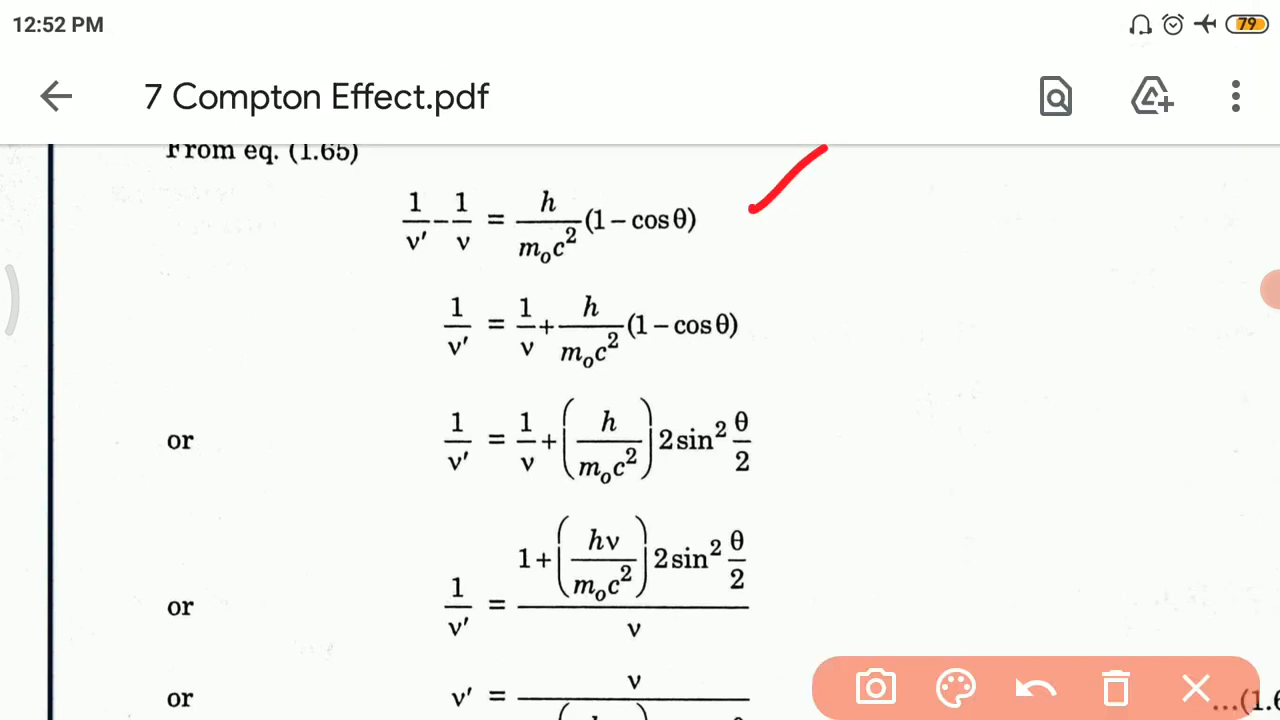 12:52 PM
79
7 Compton Effect.pdf
From eq. (1.65)
1/ν′ − 1/ν = h/m₀c² (1 − cos θ)
1/ν′ = 1/ν + h/m₀c² (1 − cos θ)
or 1/ν′ = 1/ν + (h/m₀c²) 2 sin² θ/2
or 1/ν′ = 1 + (hν/m₀c²) 2 sin² θ/2 / ν
or ν′ = ν
...(1.6